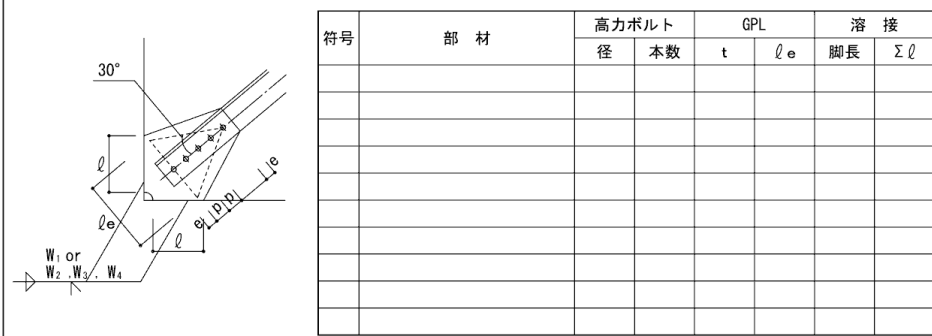 30°
ℓ
ℓe
ℓ
e p p e
W₁ or
W₂ .W₃ . W₄
符号 部 材 高力ボルト GPL 溶 接
径 本数 t ℓe 脚長 Σℓ